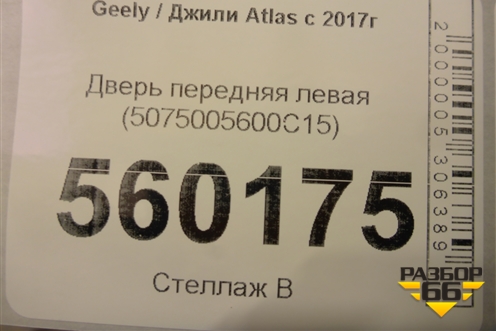 Geely / Джили Atlas с 2017г
Дверь передняя левая
(5075005600C15)
560175
Стеллаж В
2000005306389
РАЗБОР
66